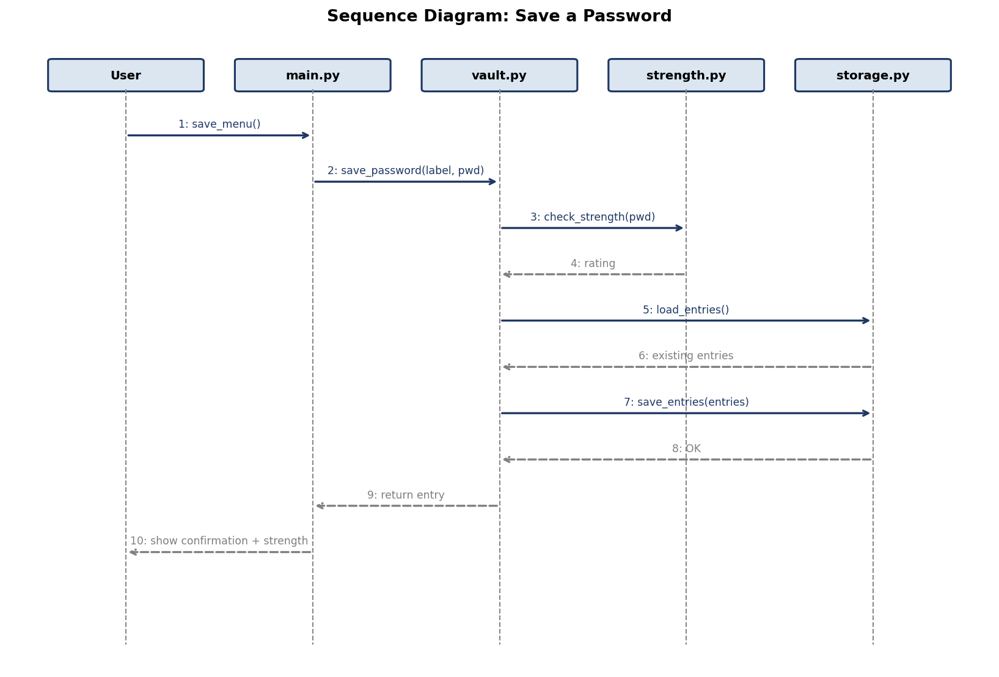 Sequence Diagram: Save a Password
User
main.py
vault.py
strength.py
storage.py
1: save_menu()
2: save_password(label, pwd)
3: check_strength(pwd)
4: rating
5: load_entries()
6: existing entries
7: save_entries(entries)
8: OK
9: return entry
10: show confirmation + strength